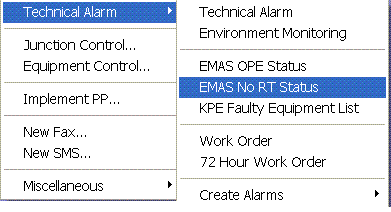 Technical Alarm
Junction Control...
Equipment Control...
Implement PP...
New Fax...
New SMS...
Miscellaneous
Technical Alarm
Environment Monitoring
EMAS OPE Status
EMAS No RT Status
KPE Faulty Equipment List
Work Order
72 Hour Work Order
Create Alarms